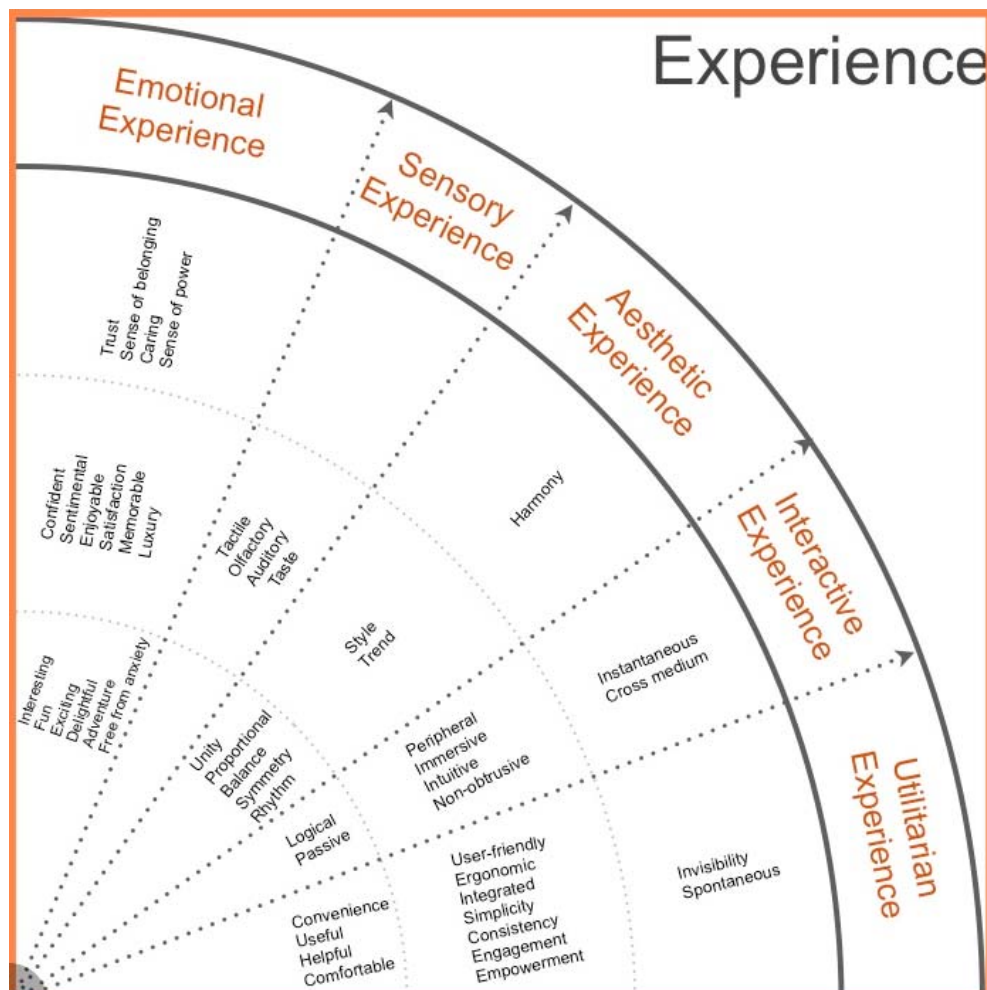 Experience
Emotional
Experience
Sensory
Experience
Aesthetic
Experience
Interactive
Experience
Utilitarian
Experience
Trust
Sense of belonging
Caring
Sense of power
Confident
Sentimental
Enjoyable
Satisfaction
Memorable
Luxury
Interesting
Fun
Exciting
Delightful
Adventure
Free from anxiety
Tactile
Olfactory
Auditory
Taste
Harmony
Style
Trend
Unity
Proportional
Balance
Symmetry
Rhythm
Instantaneous
Cross medium
Peripheral
Immersive
Intuitive
Non-obtrusive
Logical
Passive
Invisibility
Spontaneous
User-friendly
Ergonomic
Integrated
Simplicity
Consistency
Engagement
Empowerment
Convenience
Useful
Helpful
Comfortable